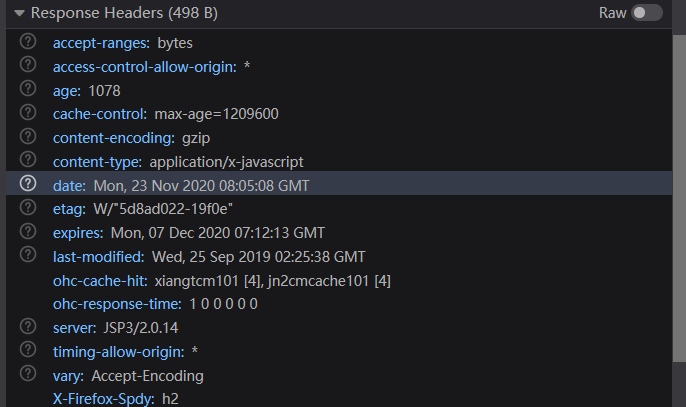 Response Headers (498 B) Raw
accept-ranges: bytes
access-control-allow-origin: *
age: 1078
cache-control: max-age=1209600
content-encoding: gzip
content-type: application/x-javascript
date: Mon, 23 Nov 2020 08:05:08 GMT
etag: W/"5d8ad022-19f0e"
expires: Mon, 07 Dec 2020 07:12:13 GMT
last-modified: Wed, 25 Sep 2019 02:25:38 GMT
ohc-cache-hit: xiangtcm101 [4], jn2cmcache101 [4]
ohc-response-time: 1 0 0 0 0 0
server: JSP3/2.0.14
timing-allow-origin: *
vary: Accept-Encoding
X-Firefox-Spdy: h2